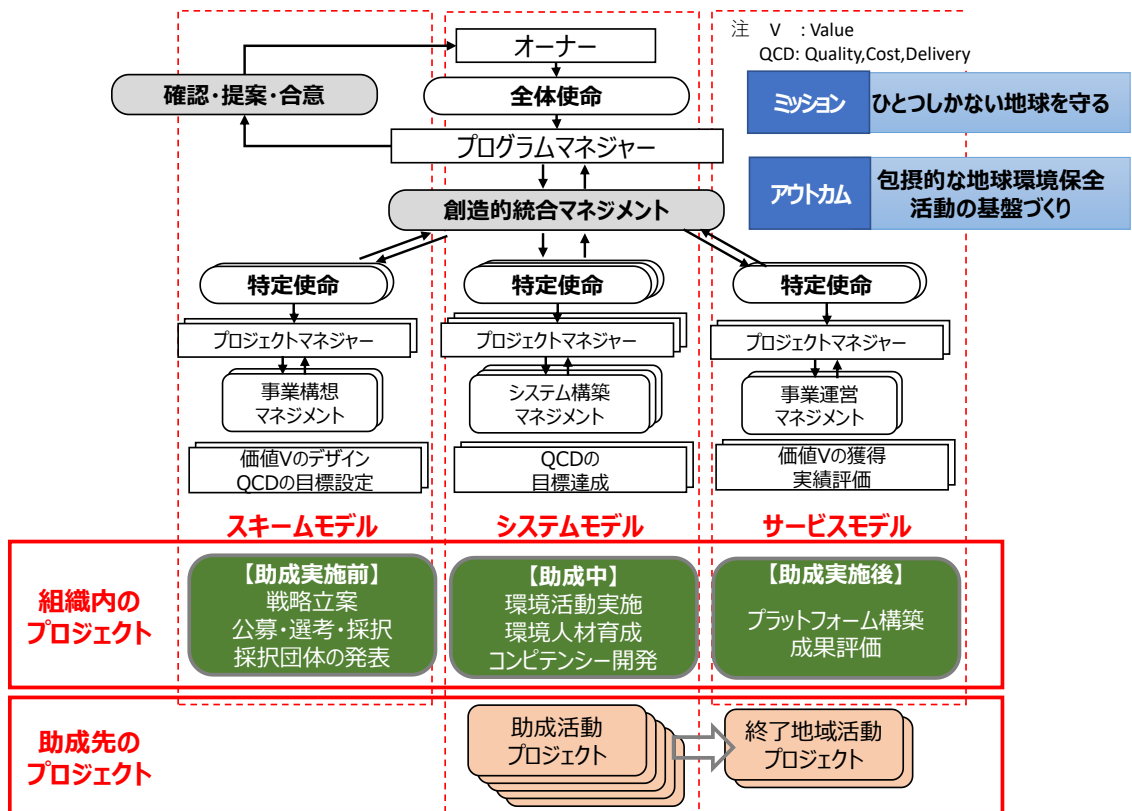 注 V : Value
QCD: Quality,Cost,Delivery
オーナー
確認・提案・合意
全体使命
ミッション
ひとつしかない地球を守る
プログラムマネジャー
アウトカム
包摂的な地球環境保全
活動の基盤づくり
創造的統合マネジメント
特定使命
特定使命
特定使命
プロジェクトマネジャー
プロジェクトマネジャー
プロジェクトマネジャー
事業構想
マネジメント
システム構築
マネジメント
事業運営
マネジメント
価値Vのデザイン
QCDの目標設定
QCDの
目標達成
価値Vの獲得
実績評価
スキームモデル
システムモデル
サービスモデル
組織内の
プロジェクト
【助成実施前】
戦略立案
公募・選考・採択
採択団体の発表
【助成中】
環境活動実施
環境人材育成
コンピテンシー開発
【助成実施後】
プラットフォーム構築
成果評価
助成先の
プロジェクト
助成活動
プロジェクト
終了地域活動
プロジェクト